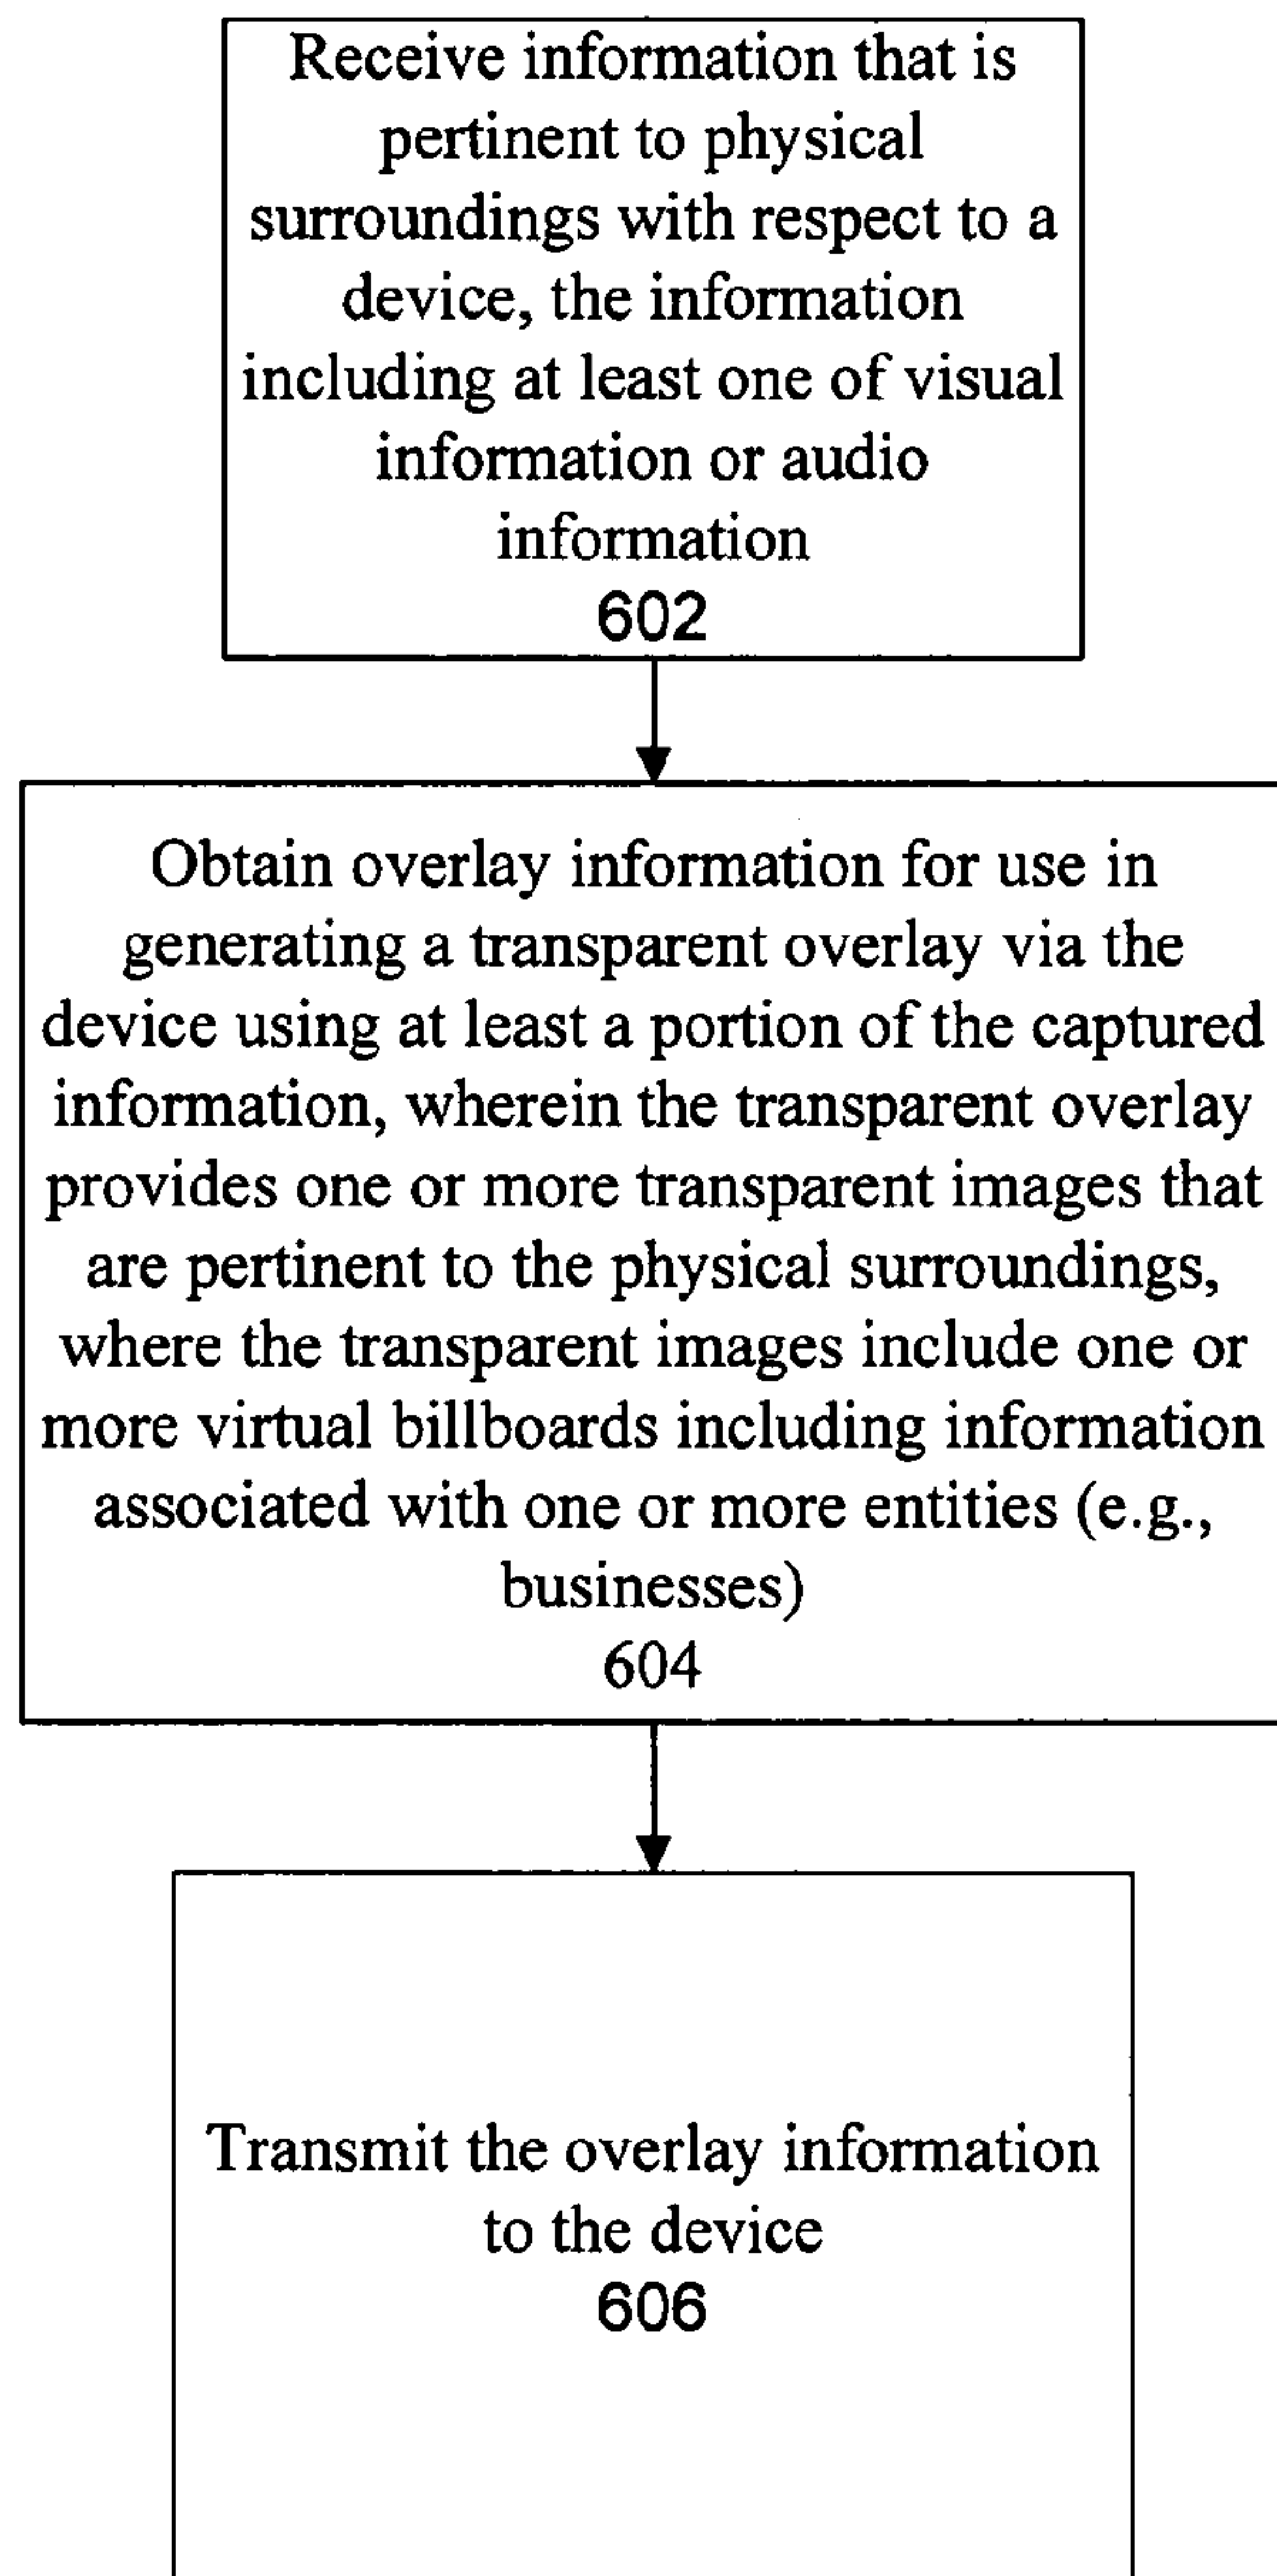 Receive information that is
pertinent to physical
surroundings with respect to a
device, the information
including at least one of visual
information or audio
information
602
Obtain overlay information for use in
generating a transparent overlay via the
device using at least a portion of the captured
information, wherein the transparent overlay
provides one or more transparent images that
are pertinent to the physical surroundings,
where the transparent images include one or
more virtual billboards including information
associated with one or more entities (e.g.,
businesses)
604
Transmit the overlay information
to the device
606